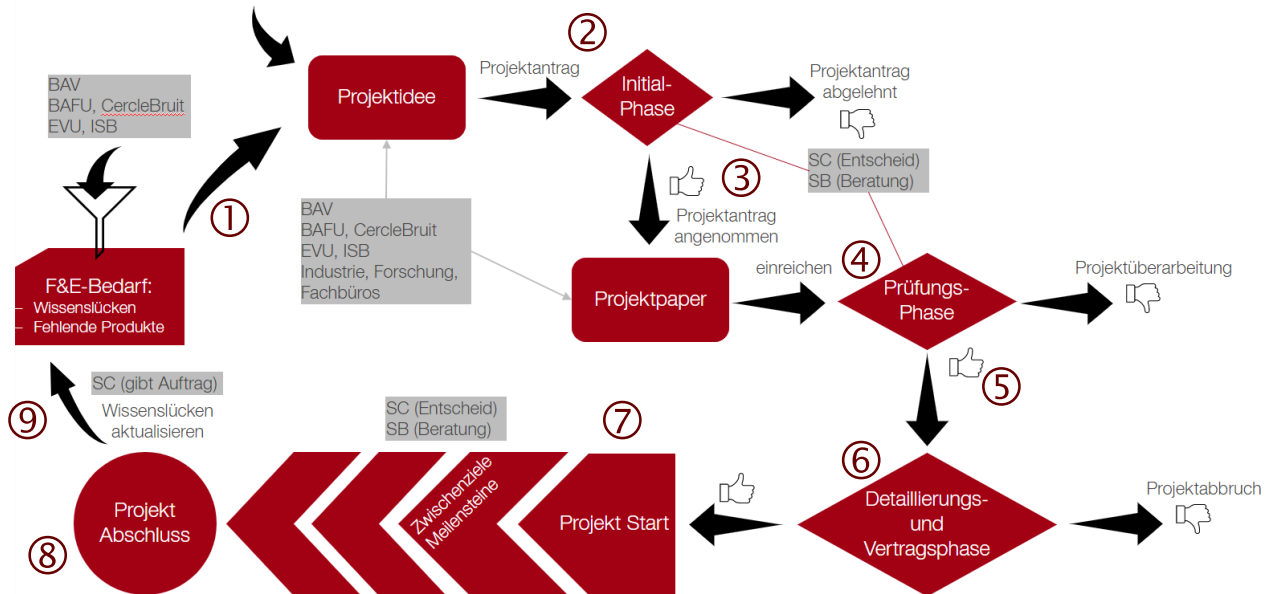 ②
Projektantrag
Projektidee
Initial-
Phase
Projektantrag
abgelehnt
BAV
BAFU, CercleBruit
EVU, ISB
①
③
SC (Entscheid)
SB (Beratung)
Projektantrag
angenommen
BAV
BAFU, CercleBruit
EVU, ISB
Industrie, Forschung,
Fachbüros
F&E-Bedarf:
– Wissenslücken
– Fehlende Produkte
Projektpaper
einreichen
④
Prüfungs-
Phase
Projektüberarbeitung
⑤
⑥
Detaillierungs-
und
Vertragsphase
Projektabbruch
⑦
Projekt Start
SC (Entscheid)
SB (Beratung)
Zwischenziele
Meilensteine
⑧
Projekt
Abschluss
⑨
SC (gibt Auftrag)
Wissenslücken
aktualisieren